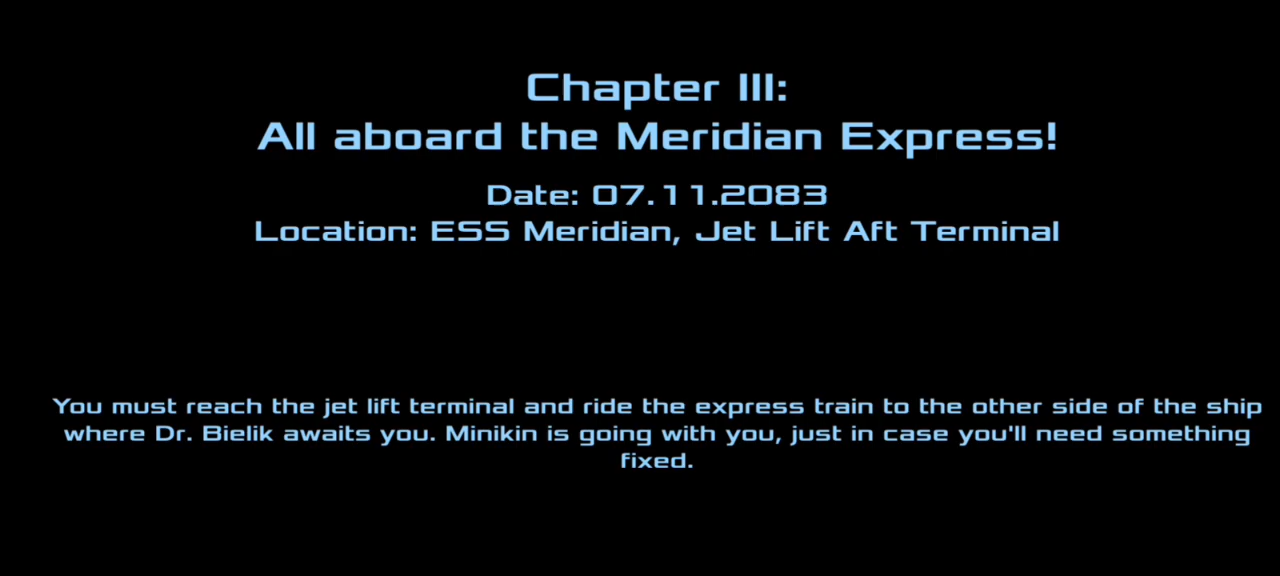 Chapter III:
All aboard the Meridian Express!
Date: 07.11.2083
Location: ESS Meridian, Jet Lift Aft Terminal
You must reach the jet lift terminal and ride the express train to the other side of the ship
where Dr. Bielik awaits you. Minikin is going with you, just in case you'll need something
fixed.